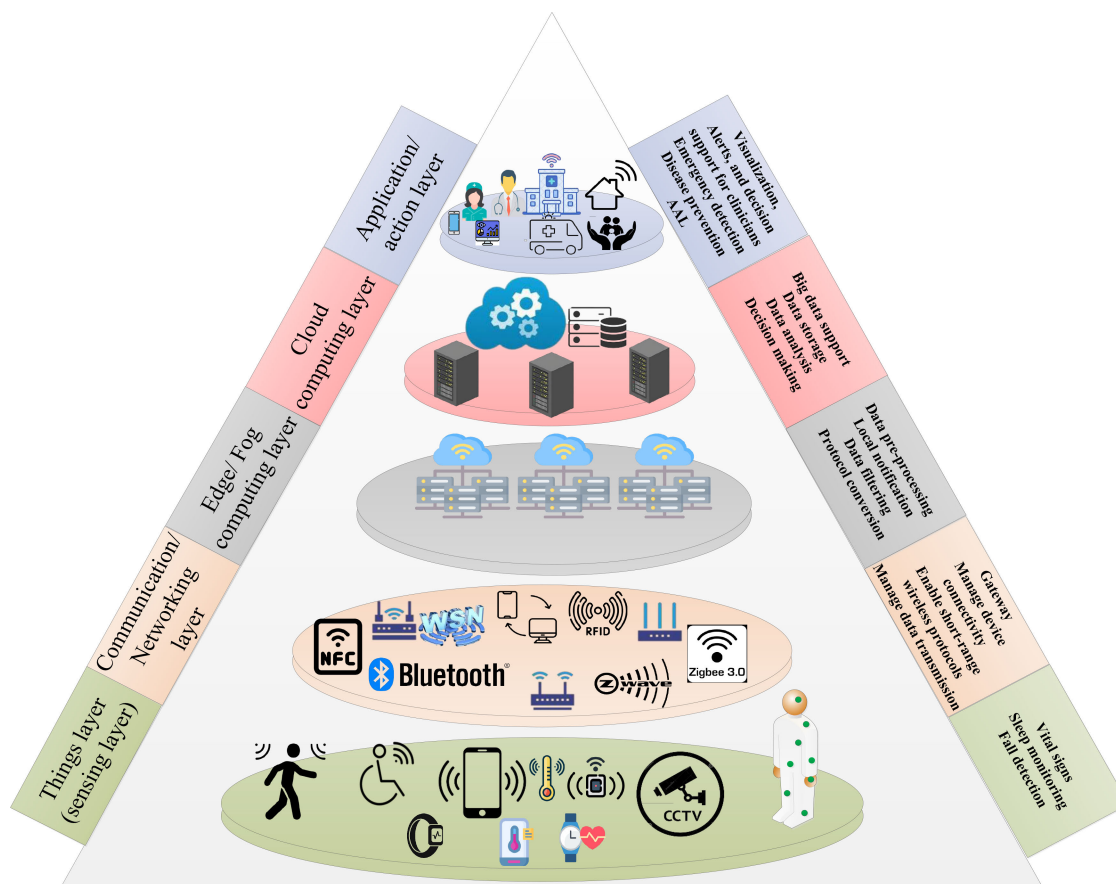 Application/
action layer
Visualization,
Alerts, and decision
support for clinicians
Emergency detection
Disease prevention
AAL
Cloud
computing layer
Big data support
Data storage
Data analysis
Decision making
Edge/ Fog
computing layer
Data pre-processing
Local notification
Data filtering
Protocol conversion
Communication/
Networking
layer
NFC
WSN
RFID
Bluetooth®
Z wave
Zigbee 3.0
Gateway
Manage device
connectivity
Enable short-range
wireless protocols
Manage data transmission
Things layer
(sensing layer)
CCTV
Vital signs
Sleep monitoring
Fall detection